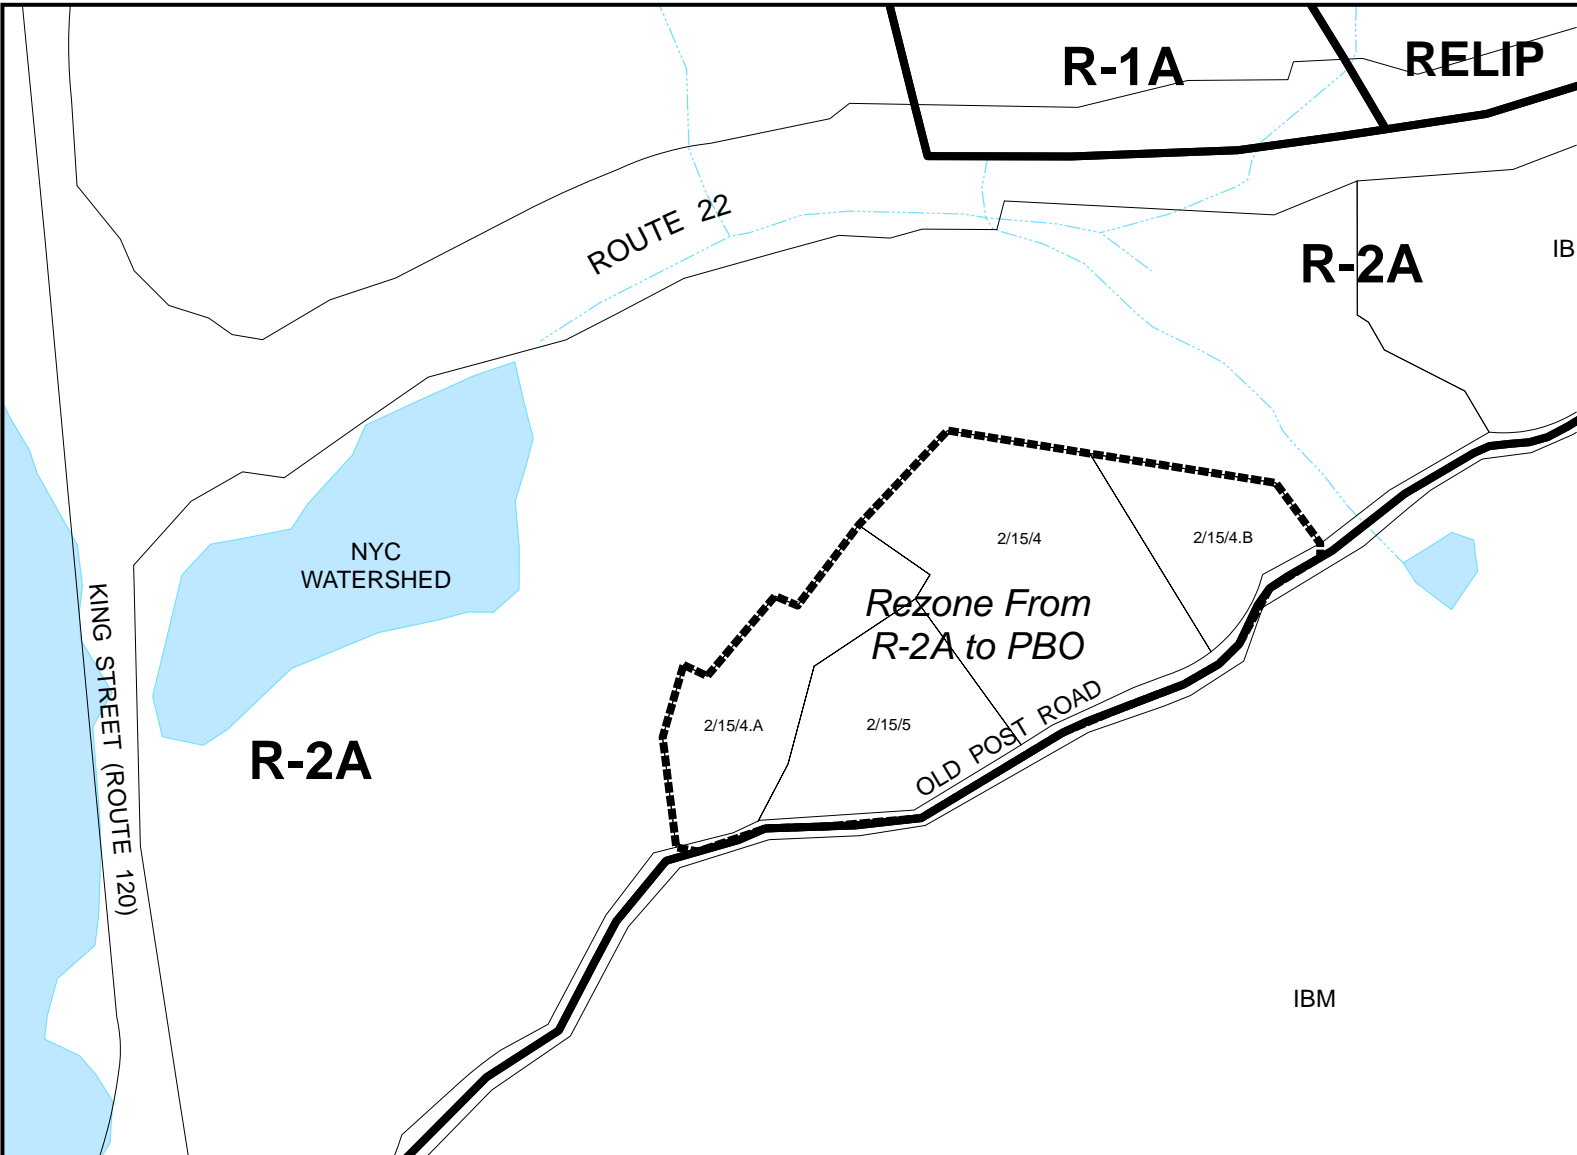 R-1A
RELIP
ROUTE 22
R-2A
IB
NYC
WATERSHED
2/15/4
2/15/4.B
Rezone From
R-2A to PBO
KING STREET (ROUTE 120)
2/15/4.A
2/15/5
OLD POST ROAD
R-2A
IBM